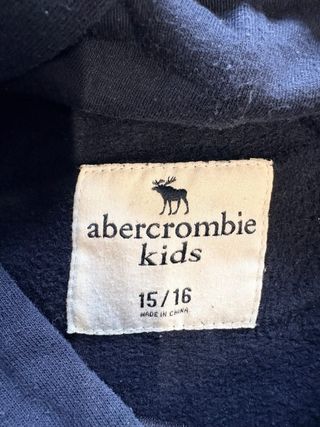 abercrombie
kids
15/16
MADE IN CHINA